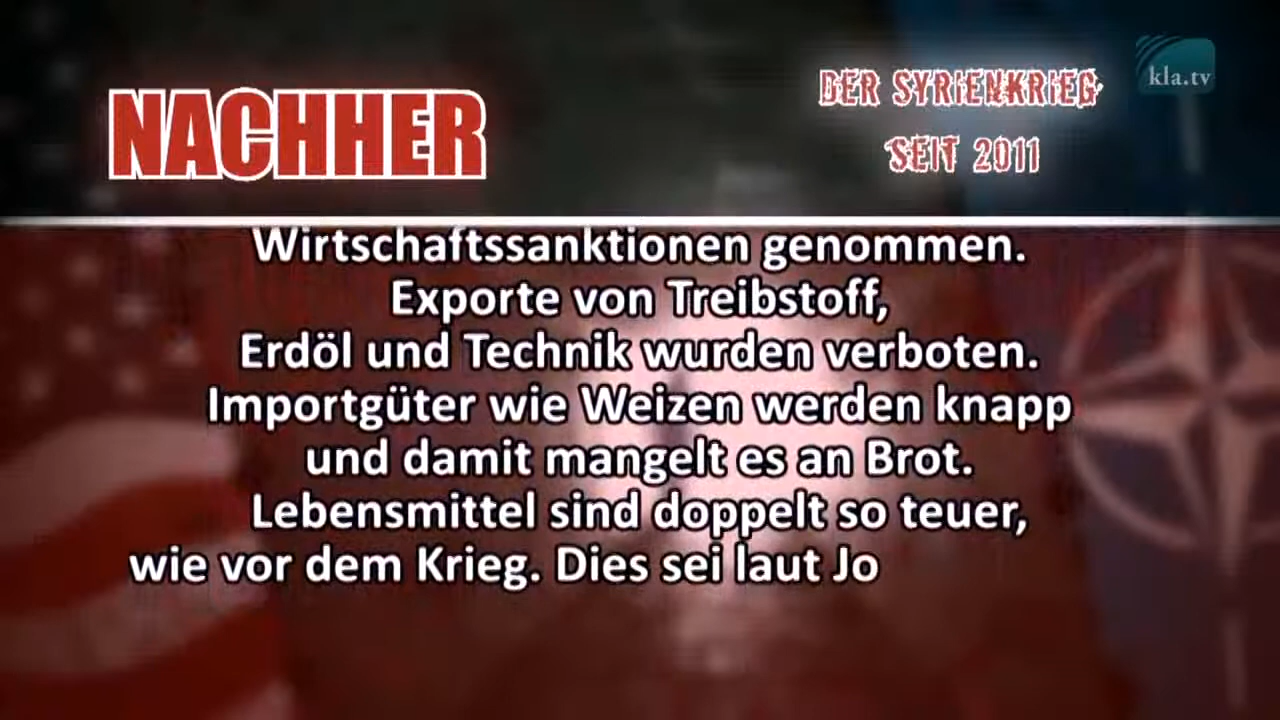 NACHHER
DER SYRIENKRIEG
SEIT 2011
kla.tv
Wirtschaftssanktionen genommen.
Exporte von Treibstoff,
Erdöl und Technik wurden verboten.
Importgüter wie Weizen werden knapp
und damit mangelt es an Brot.
Lebensmittel sind doppelt so teuer,
wie vor dem Krieg. Dies sei laut Jo